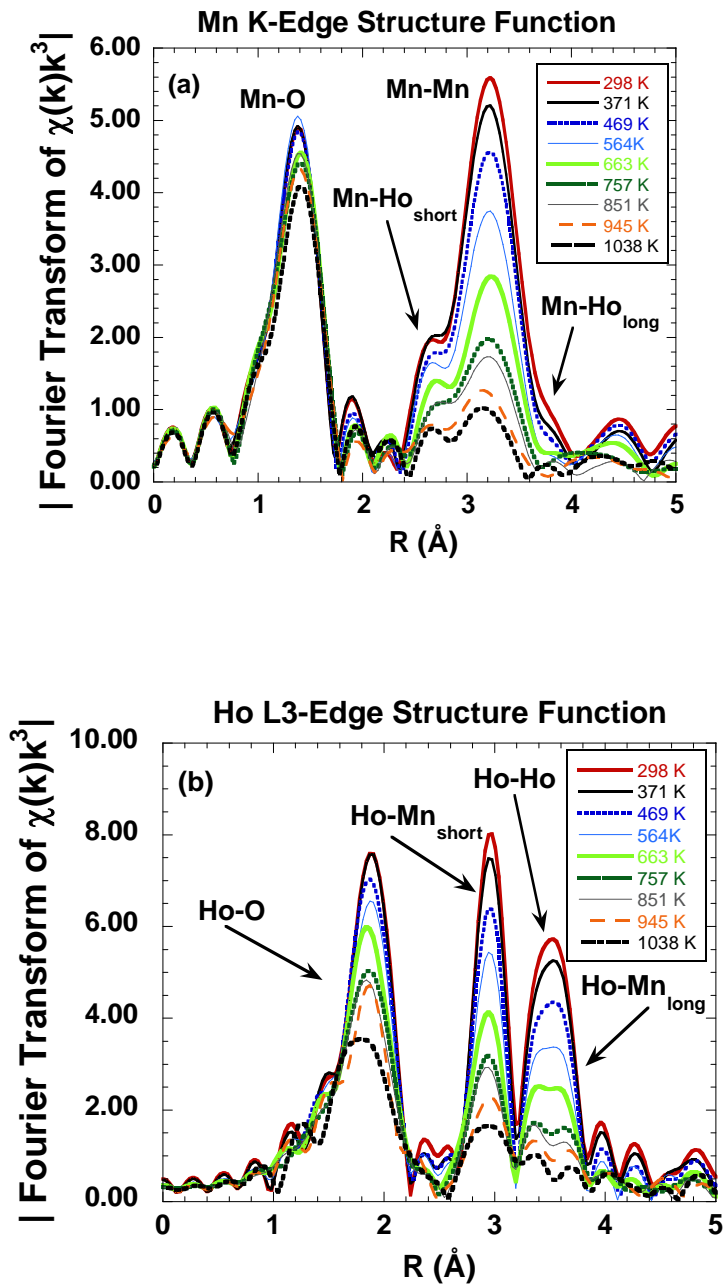 Mn K-Edge Structure Function
| Fourier Transform of χ(k)k³|
6.00
5.00
4.00
3.00
2.00
1.00
0.00
(a)
Mn-O
Mn-Mn
Mn-Ho short
Mn-Ho long
298 K
371 K
469 K
564K
663 K
757 K
851 K
945 K
1038 K
0 1 2 3 4 5
R (Å)
Ho L3-Edge Structure Function
| Fourier Transform of χ(k)k³|
10.00
8.00
6.00
4.00
2.00
0.00
(b)
Ho-O
Ho-Mn short
Ho-Ho
Ho-Mn long
298 K
371 K
469 K
564K
663 K
757 K
851 K
945 K
1038 K
0 1 2 3 4 5
R (Å)